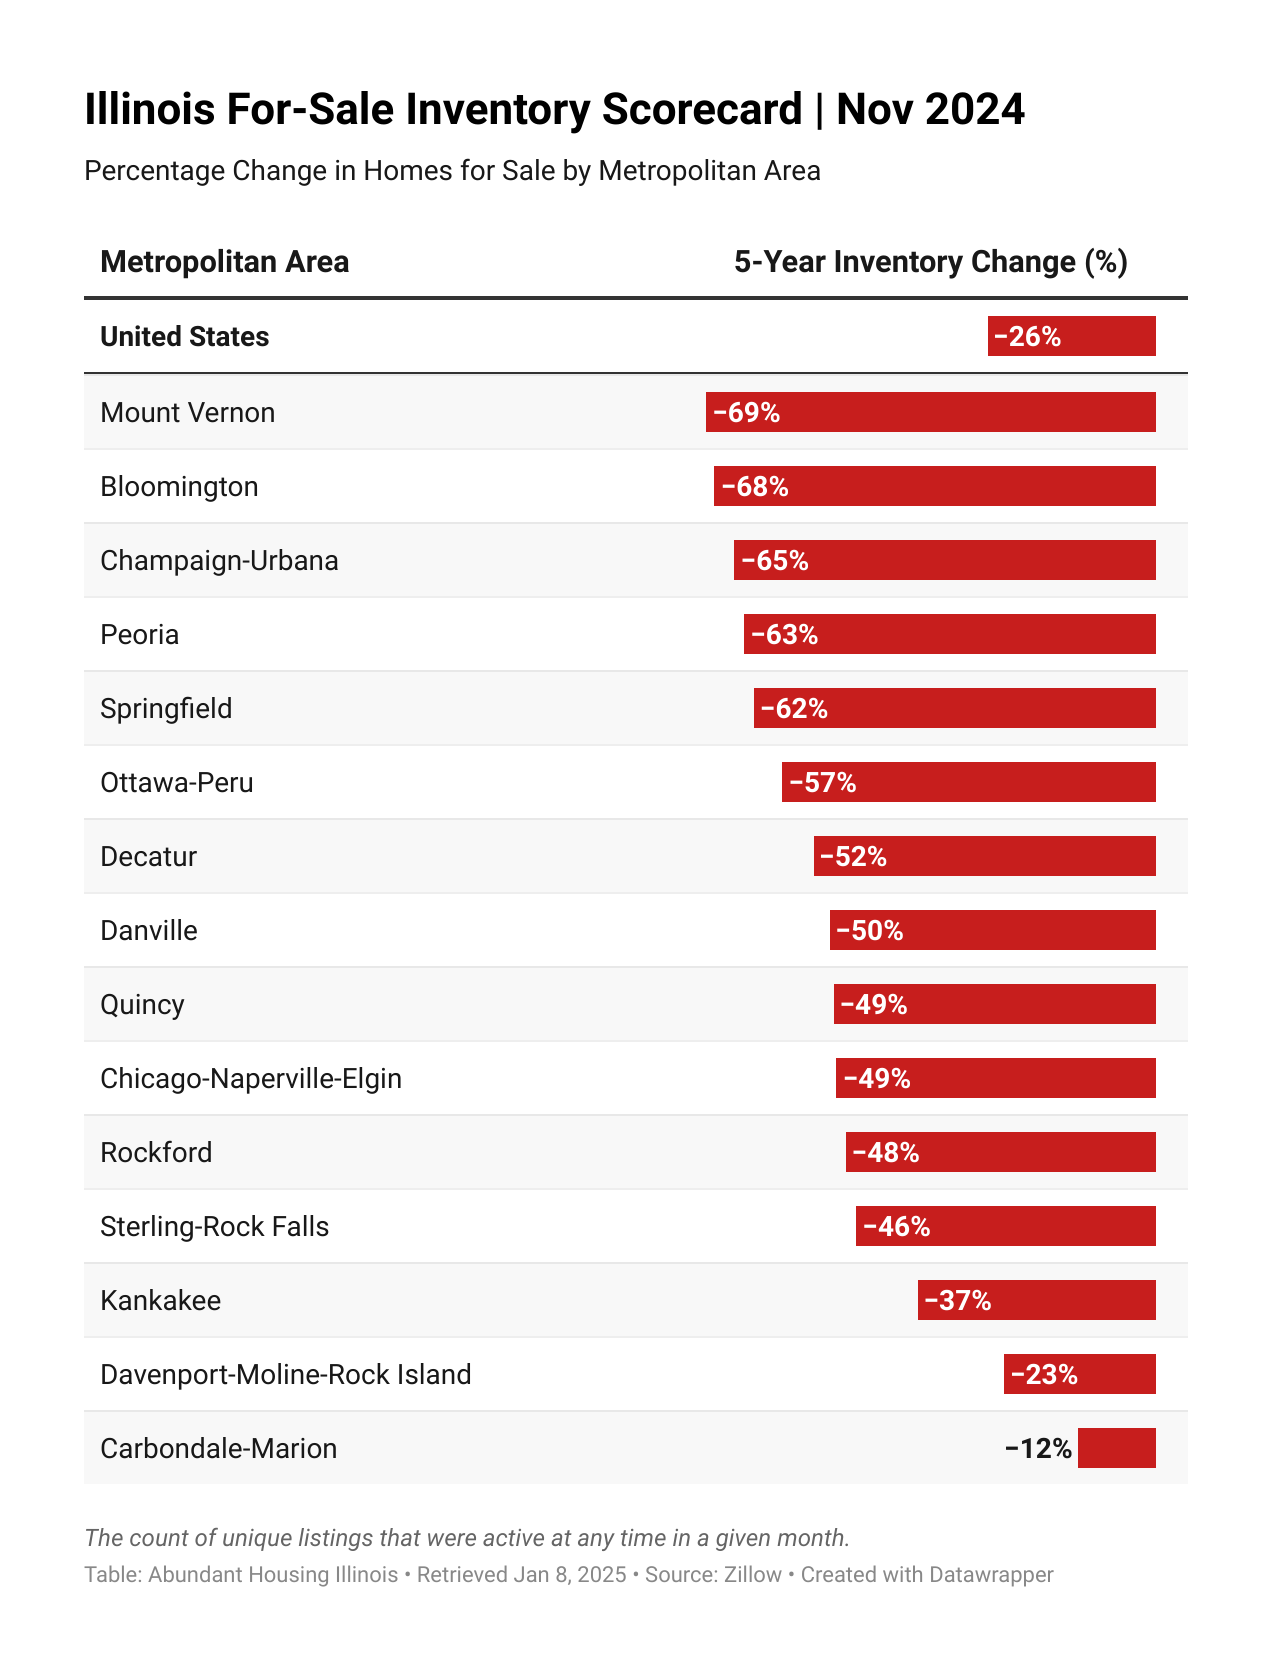 Illinois For-Sale Inventory Scorecard | Nov 2024
Percentage Change in Homes for Sale by Metropolitan Area
Metropolitan Area 5-Year Inventory Change (%)
United States −26%
Mount Vernon −69%
Bloomington −68%
Champaign-Urbana −65%
Peoria −63%
Springfield −62%
Ottawa-Peru −57%
Decatur −52%
Danville −50%
Quincy −49%
Chicago-Naperville-Elgin −49%
Rockford −48%
Sterling-Rock Falls −46%
Kankakee −37%
Davenport-Moline-Rock Island −23%
Carbondale-Marion −12%
The count of unique listings that were active at any time in a given month.
Table: Abundant Housing Illinois • Retrieved Jan 8, 2025 • Source: Zillow • Created with Datawrapper